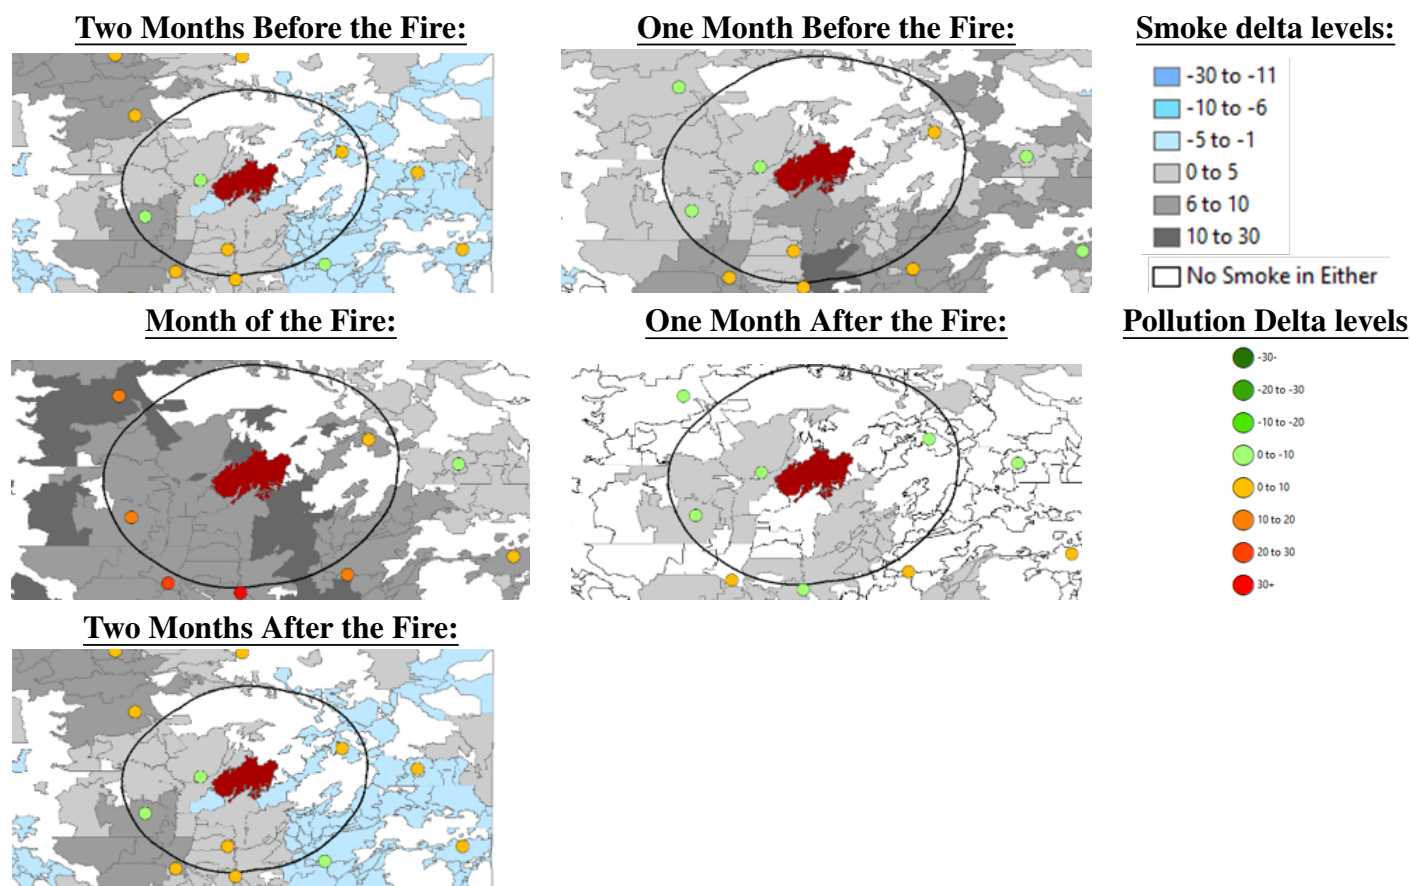 Two Months Before the Fire:
One Month Before the Fire:
Smoke delta levels:
-30 to -11
-10 to -6
-5 to -1
0 to 5
6 to 10
10 to 30
No Smoke in Either
Month of the Fire:
One Month After the Fire:
Pollution Delta levels
-30-
-20 to -30
-10 to -20
0 to -10
0 to 10
10 to 20
20 to 30
30+
Two Months After the Fire: